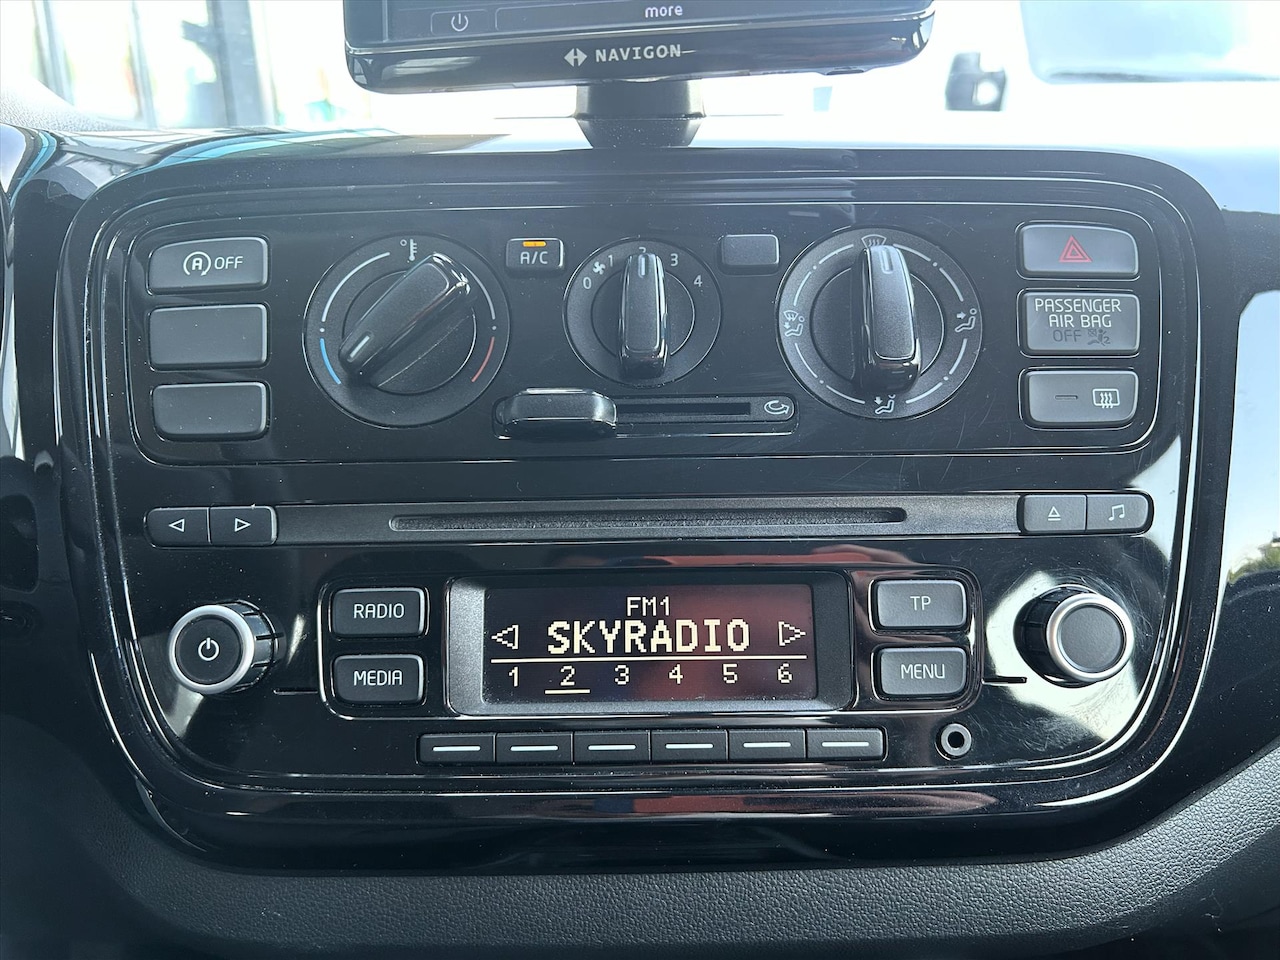 more
NAVIGON
A OFF
A/C
0 1 2 3 4
PASSENGER
AIR BAG
OFF
2
RADIO
MEDIA
FM1
SKYRADIO
1 2 3 4 5 6
TP
MENU